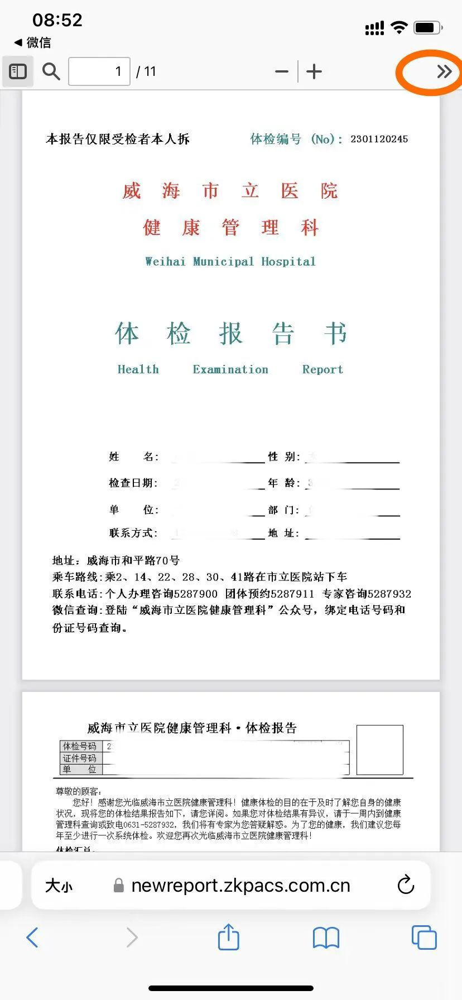 08:52
◀ 微信
1 / 11
本报告仅限受检者本人拆
体检编号 (No): 2301120245
威 海 市 立 医 院
健 康 管 理 科
Weihai Municipal Hospital
体 检 报 告 书
Health Examination Report
姓 名: 性 别:
检查日期: 年 龄:
单 位: 部 门:
联系方式: 地 址:
地址: 威海市和平路70号
乘车路线:乘2、14、22、28、30、41路在市立医院站下车
联系电话:个人办理咨询5287900 团体预约5287911 专家咨询5287932
微信查询:登陆“威海市立医院健康管理科”公众号, 绑定电话号码和
份证号码查询。
威海市立医院健康管理科·体检报告
体检号码 2
证件号码
单 位
尊敬的顾客:
您好! 感谢您光临威海市立医院健康管理科! 健康体检的目的在于及时了解您自身的健康
状况, 现将您的体检结果报告如下, 请您详阅。如果您对体检结果有异议, 请于一周内到健康
管理科查询或致电0631-5287932, 我们将有专家为您答疑解惑。为了您的健康, 我们建议您每
年至少进行一次系统体检。欢迎您再次光临威海市立医院健康管理科!
体检汇总
大小 newreport.zkpacs.com.cn